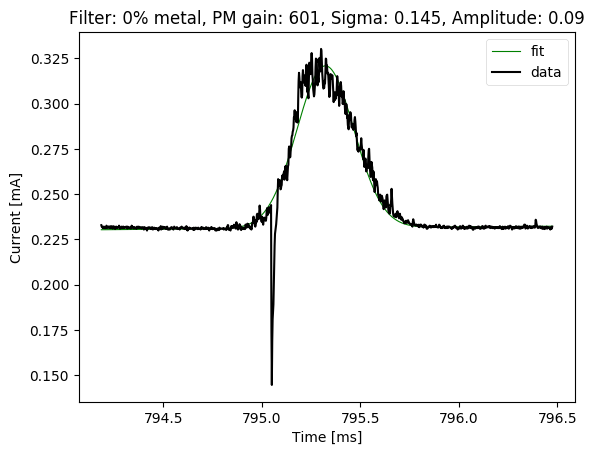 Filter: 0% metal, PM gain: 601, Sigma: 0.145, Amplitude: 0.09
fit
data
0.325
0.300
0.275
0.250
0.225
0.200
0.175
0.150
Current [mA]
794.5 795.0 795.5 796.0 796.5
Time [ms]